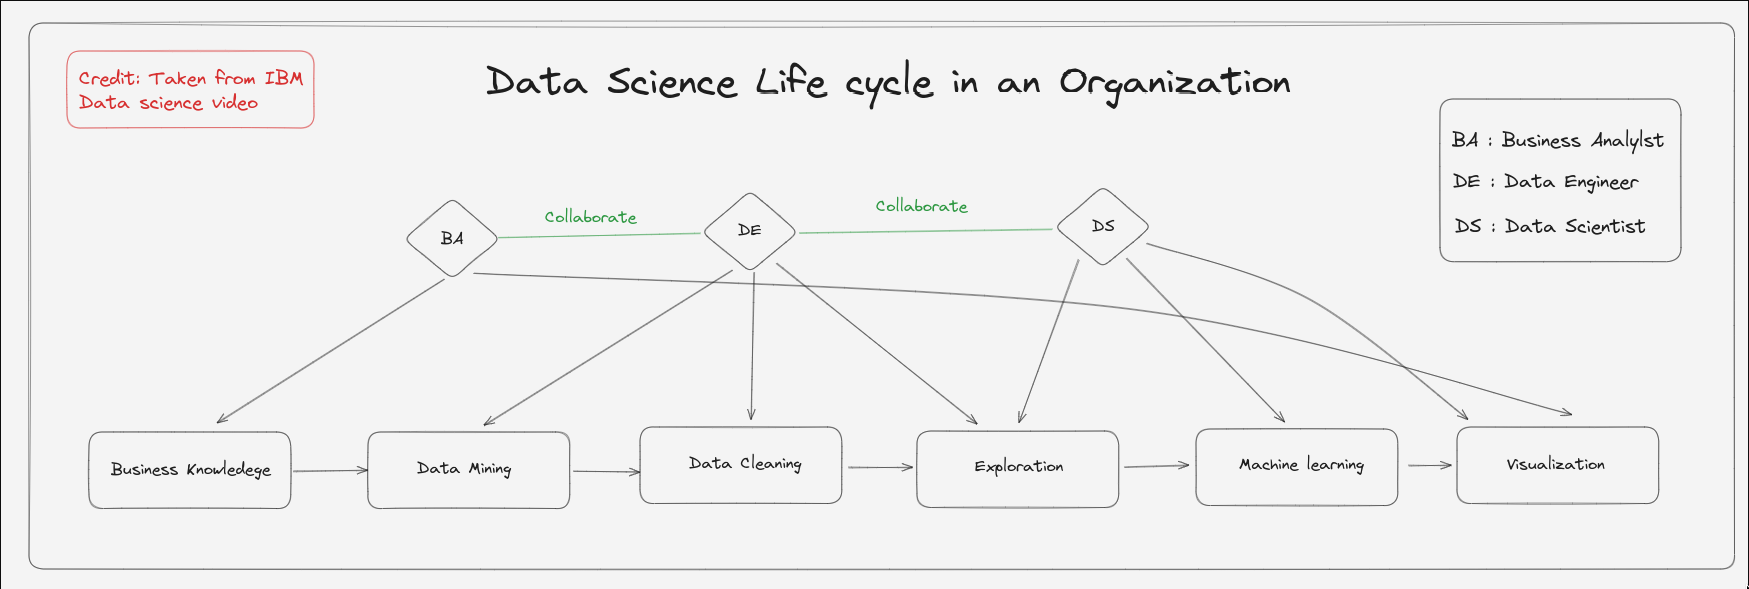 Credit: Taken from IBM
Data science video
Data Science Life cycle in an Organization
BA : Business Analylst
DE : Data Engineer
DS : Data Scientist
BA
Collaborate
DE
Collaborate
DS
Business Knowledege
Data Mining
Data Cleaning
Exploration
Machine learning
Visualization